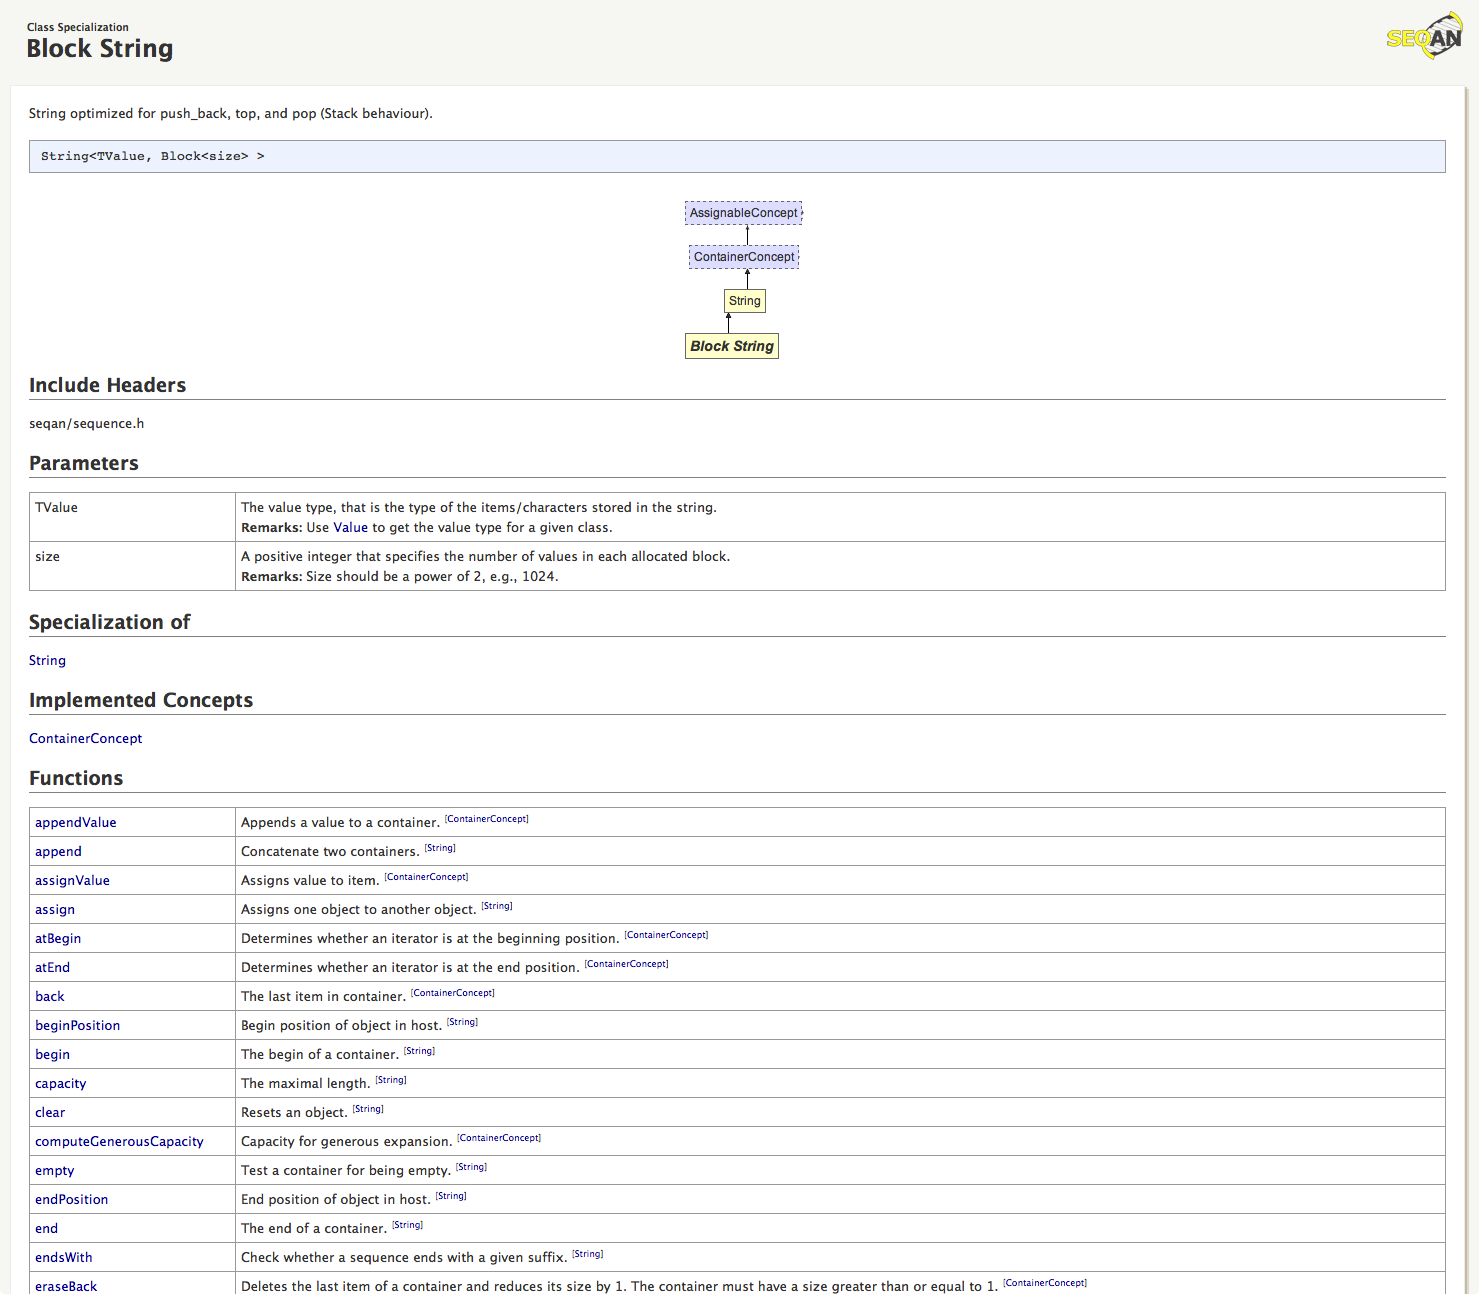 Class Specialization
Block String
SEQAN
String optimized for push_back, top, and pop (Stack behaviour).
String<TValue, Block<size> >
AssignableConcept
ContainerConcept
String
Block String
Include Headers
seqan/sequence.h
Parameters
TValue The value type, that is the type of the items/characters stored in the string.
Remarks: Use Value to get the value type for a given class.
size A positive integer that specifies the number of values in each allocated block.
Remarks: Size should be a power of 2, e.g., 1024.
Specialization of
String
Implemented Concepts
ContainerConcept
Functions
appendValue Appends a value to a container. [ContainerConcept]
append Concatenate two containers. [String]
assignValue Assigns value to item. [ContainerConcept]
assign Assigns one object to another object. [String]
atBegin Determines whether an iterator is at the beginning position. [ContainerConcept]
atEnd Determines whether an iterator is at the end position. [ContainerConcept]
back The last item in container. [ContainerConcept]
beginPosition Begin position of object in host. [String]
begin The begin of a container. [String]
capacity The maximal length. [String]
clear Resets an object. [String]
computeGenerousCapacity Capacity for generous expansion. [ContainerConcept]
empty Test a container for being empty. [String]
endPosition End position of object in host. [String]
end The end of a container. [String]
endsWith Check whether a sequence ends with a given suffix. [String]
eraseBack Deletes the last item of a container and reduces its size by 1. The container must have a size greater than or equal to 1. [ContainerConcept]